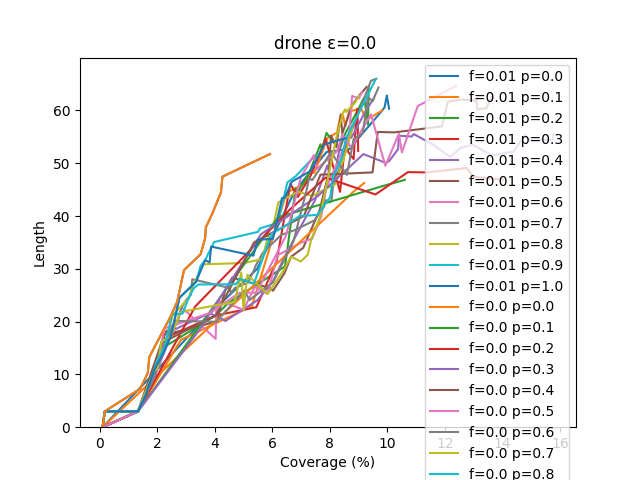 drone ε=0.0
Length
60
50
40
30
20
10
0
0 2 4 6 8 10 12 14 16
Coverage (%)
f=0.01 p=0.0
f=0.01 p=0.1
f=0.01 p=0.2
f=0.01 p=0.3
f=0.01 p=0.4
f=0.01 p=0.5
f=0.01 p=0.6
f=0.01 p=0.7
f=0.01 p=0.8
f=0.01 p=0.9
f=0.01 p=1.0
f=0.0 p=0.0
f=0.0 p=0.1
f=0.0 p=0.2
f=0.0 p=0.3
f=0.0 p=0.4
f=0.0 p=0.5
f=0.0 p=0.6
f=0.0 p=0.7
f=0.0 p=0.8